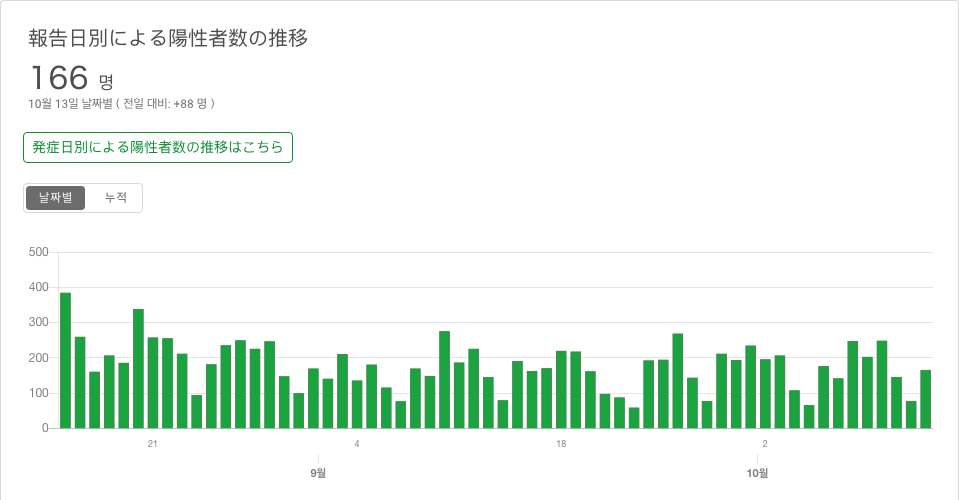 報告日別による陽性者数の推移
166 명
10월 13일 날짜별 ( 전일 대비: +88 명 )
発症日別による陽性者数の推移はこちら
날짜별 누적
500
400
300
200
100
0
21 4 18 2
9월 10월